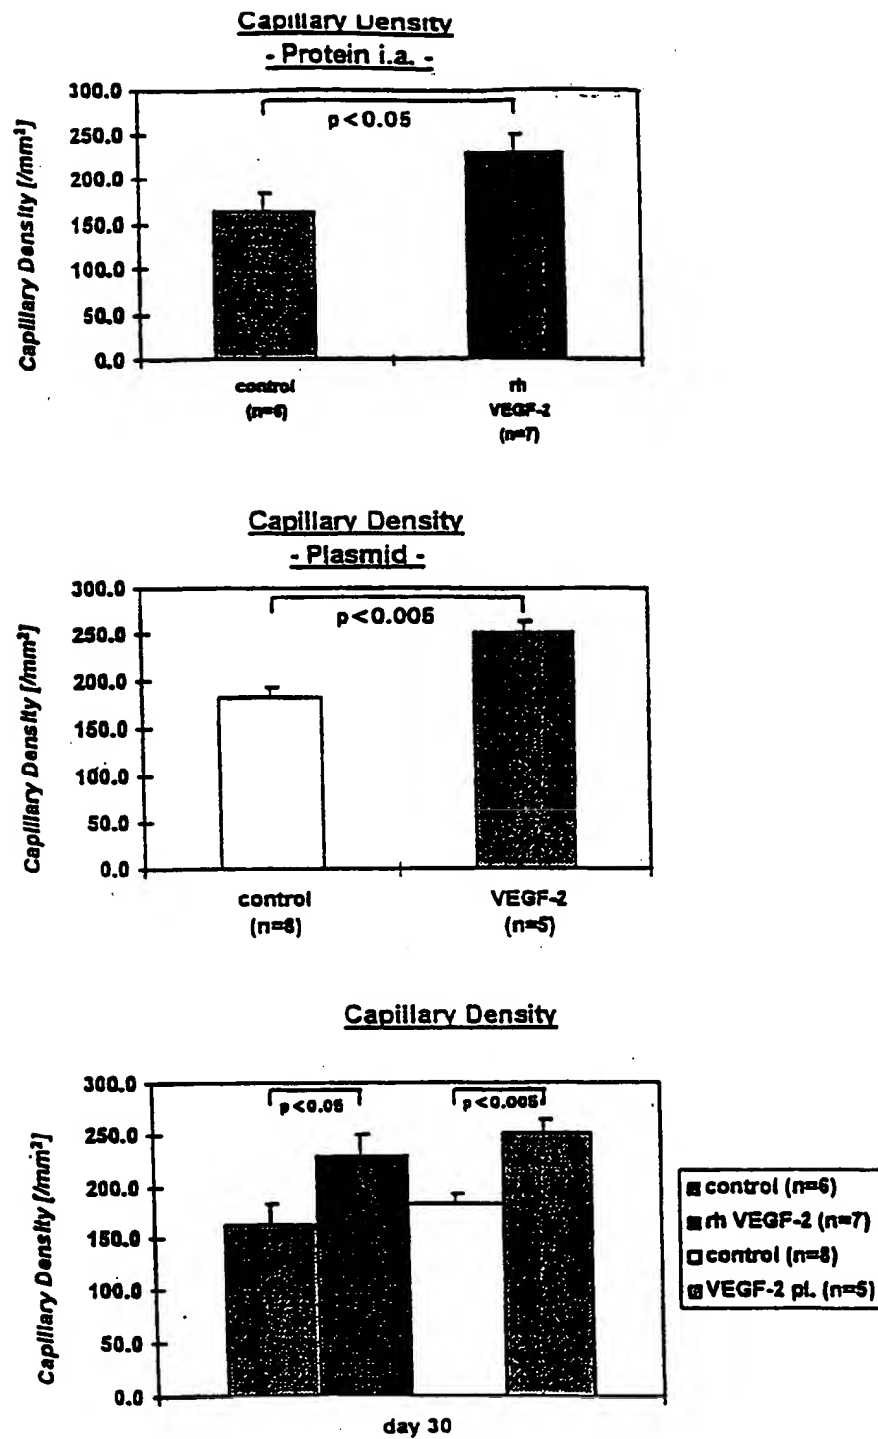 Capillary Density
- Protein i.a. -
Capillary Density [/mm²]
300.0
250.0
200.0
150.0
100.0
50.0
0.0
p<0.05
control
(n=6)
rh
VEGF-2
(n=7)
Capillary Density
- Plasmid -
Capillary Density [/mm²]
300.0
250.0
200.0
150.0
100.0
50.0
0.0
p<0.005
control
(n=8)
VEGF-2
(n=5)
Capillary Density
Capillary Density [/mm²]
300.0
250.0
200.0
150.0
100.0
50.0
0.0
p<0.05
p<0.005
day 30
control (n=6)
rh VEGF-2 (n=7)
control (n=8)
VEGF-2 pl. (n=5)